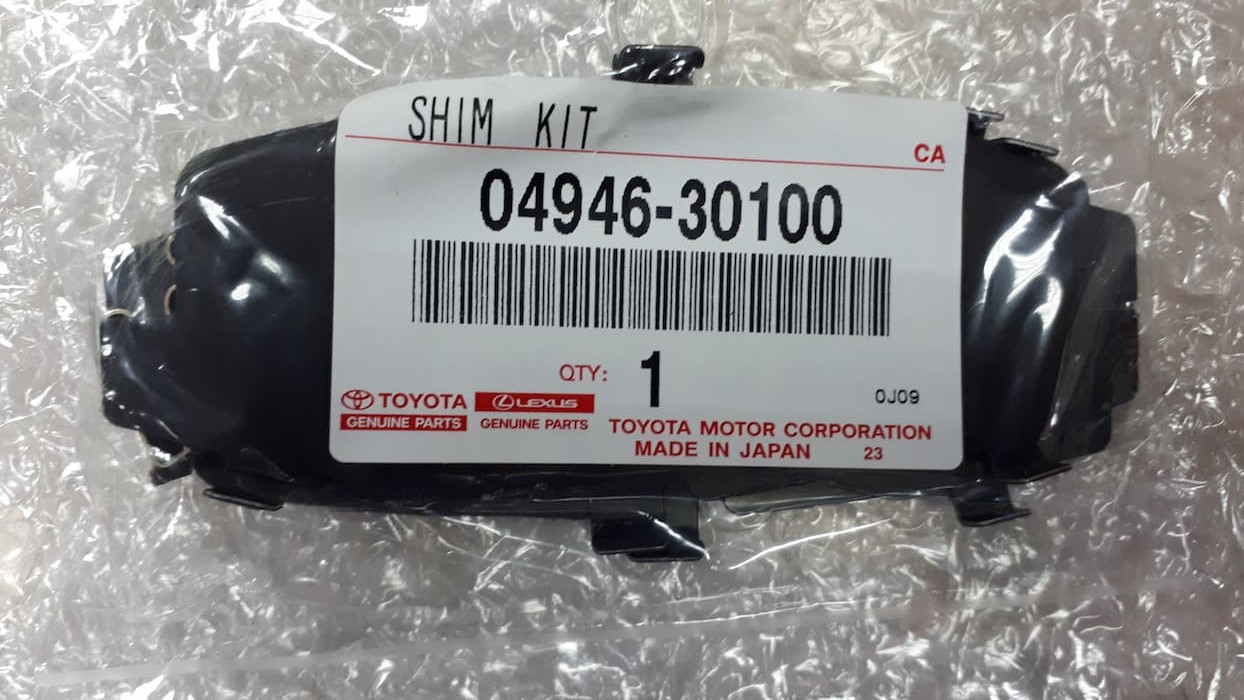 SHIM KIT
CA
04946-30100
QTY: 1
0J09
TOYOTA
GENUINE PARTS
LEXUS
GENUINE PARTS
TOYOTA MOTOR CORPORATION
MADE IN JAPAN 23